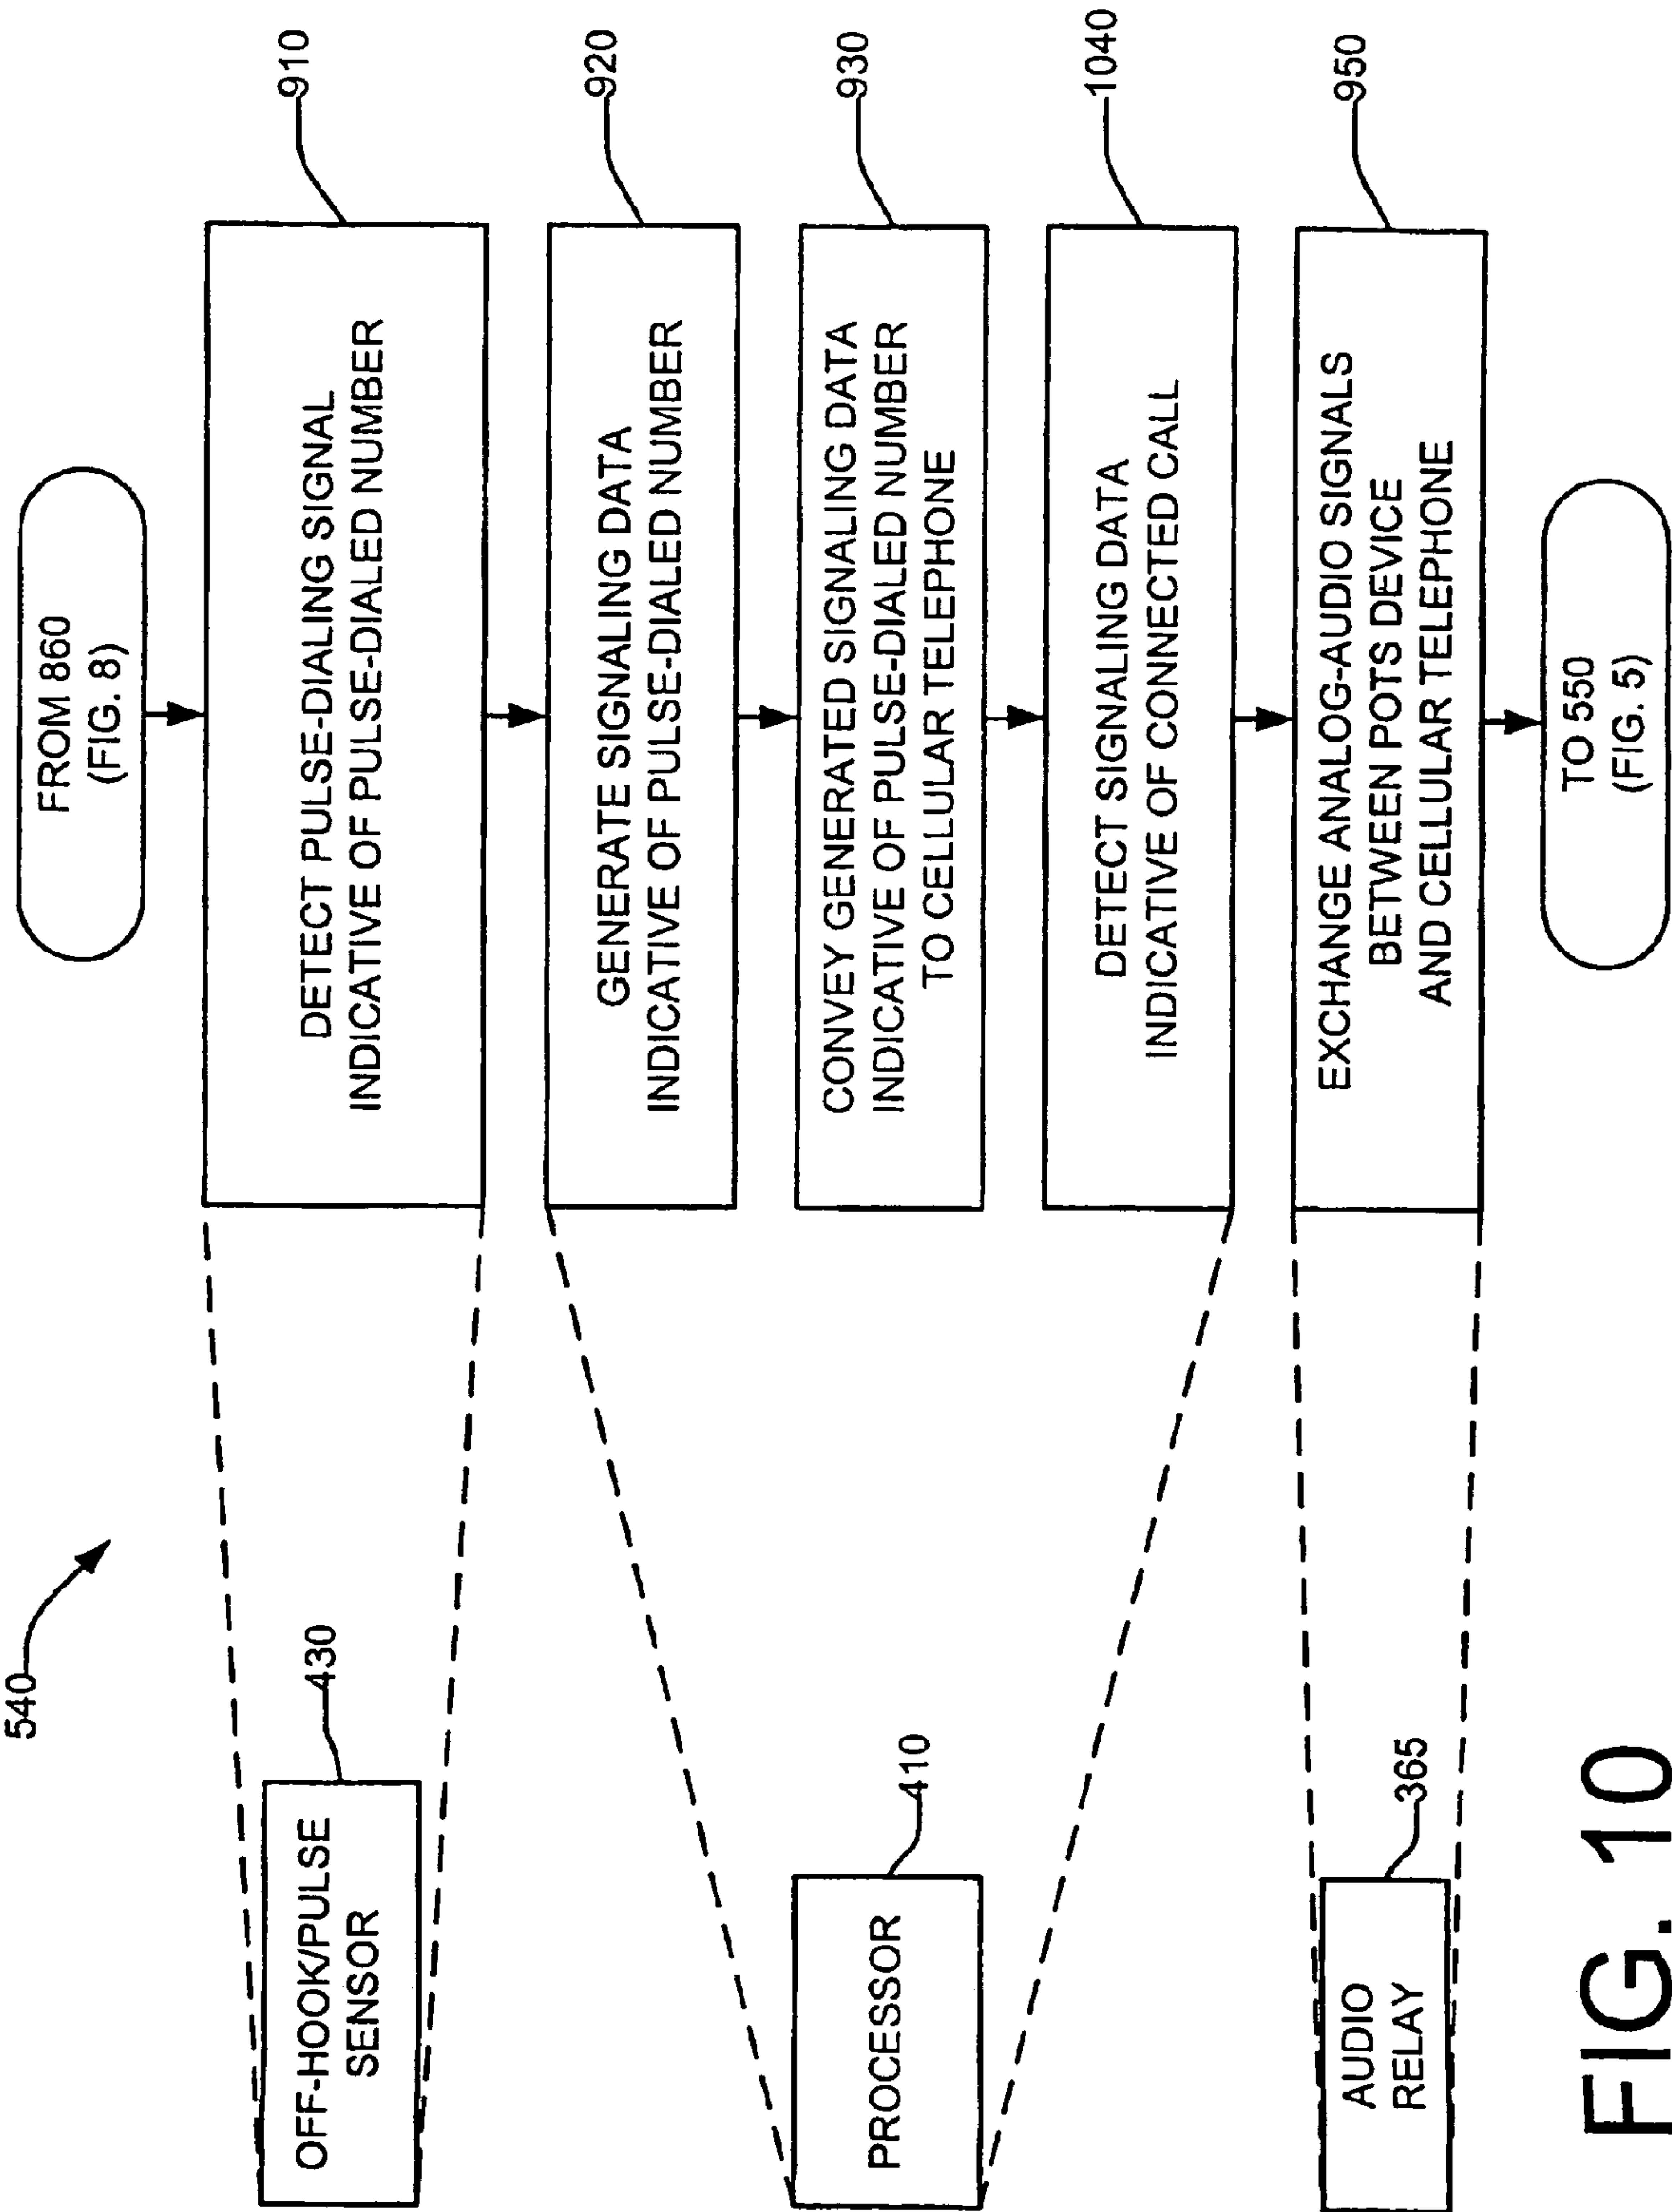 540
FROM 860
(FIG. 8)
OFF-HOOK/PULSE
SENSOR
430
DETECT PULSE-DIALING SIGNAL
INDICATIVE OF PULSE-DIALED NUMBER
910
GENERATE SIGNALING DATA
INDICATIVE OF PULSE-DIALED NUMBER
920
PROCESSOR
410
CONVEY GENERATED SIGNALING DATA
INDICATIVE OF PULSE-DIALED NUMBER
TO CELLULAR TELEPHONE
930
DETECT SIGNALING DATA
INDICATIVE OF CONNECTED CALL
1040
AUDIO
RELAY
365
EXCHANGE ANALOG-AUDIO SIGNALS
BETWEEN POTS DEVICE
AND CELLULAR TELEPHONE
950
TO 550
(FIG. 5)
FIG. 10